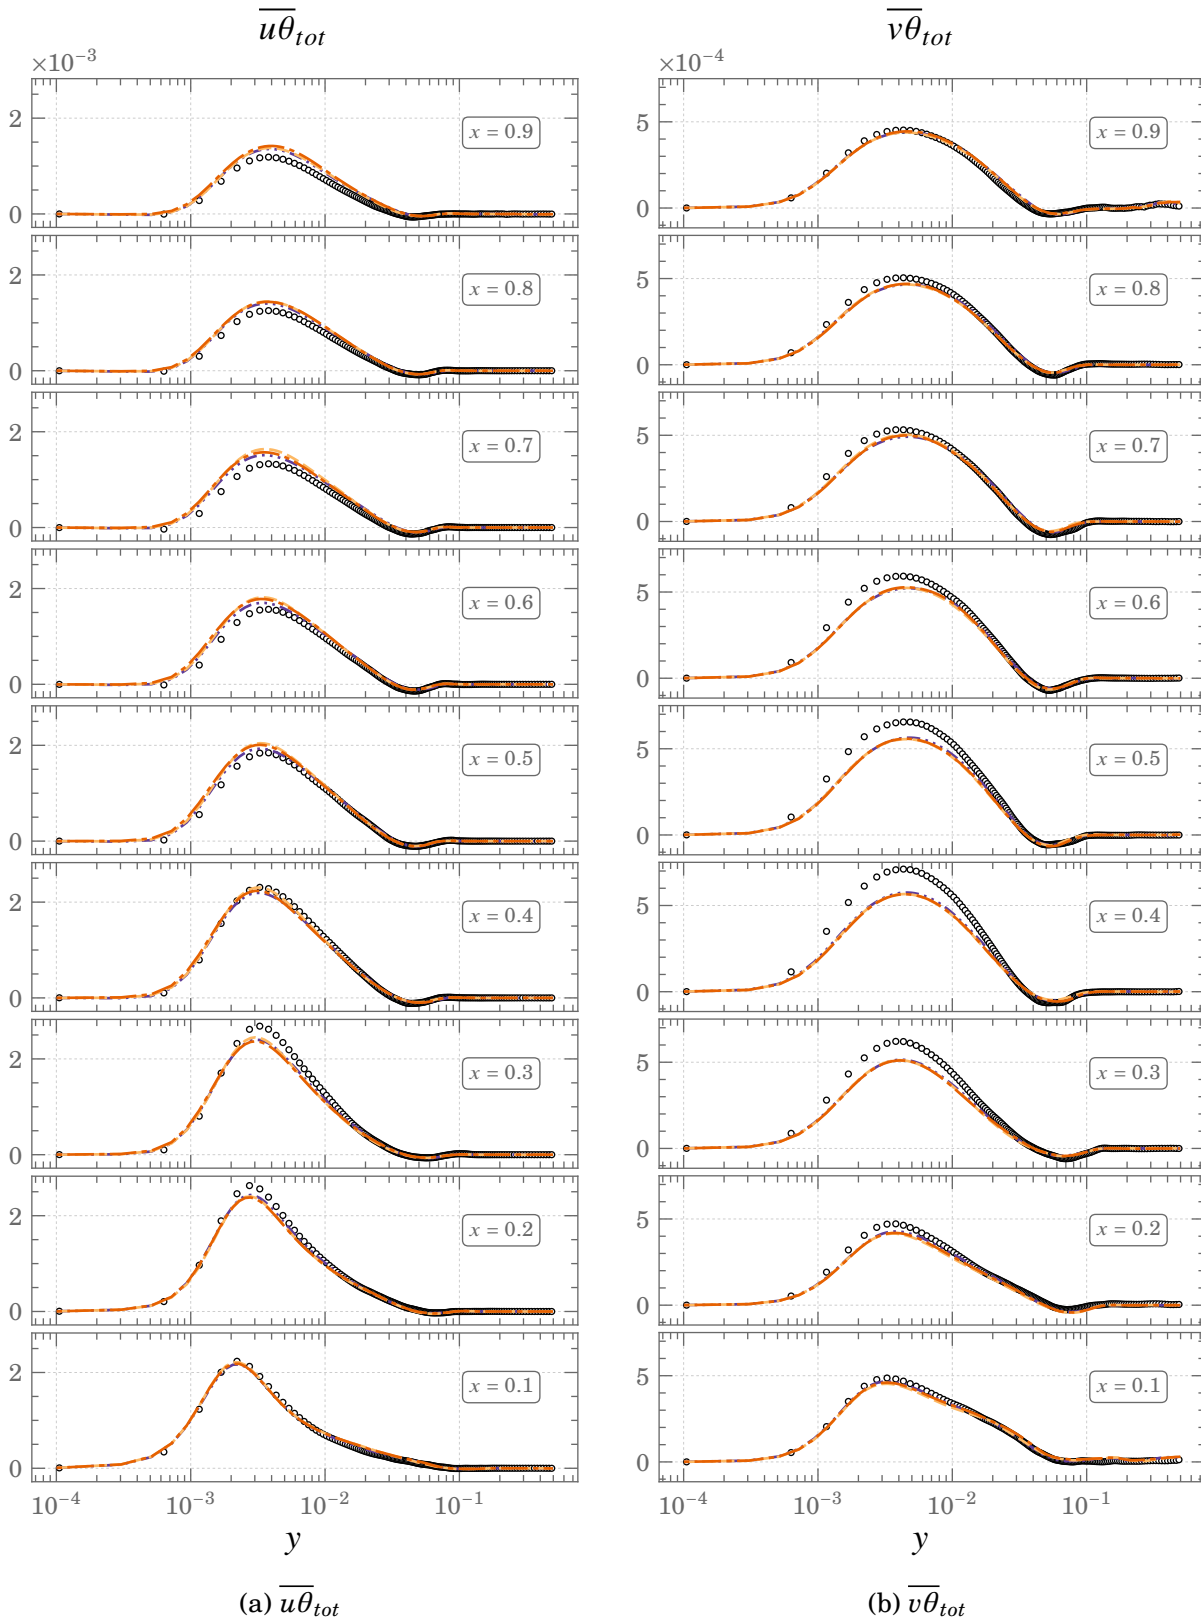 $\overline{u\theta}_{tot}$ $\overline{v\theta}_{tot}$
×10⁻³ ×10⁻⁴
2 x = 0.9 5 x = 0.9
0 0
2 x = 0.8 5 x = 0.8
0 0
2 x = 0.7 5 x = 0.7
0 0
2 x = 0.6 5 x = 0.6
0 0
2 x = 0.5 5 x = 0.5
0 0
2 x = 0.4 5 x = 0.4
0 0
2 x = 0.3 5 x = 0.3
0 0
2 x = 0.2 5 x = 0.2
0 0
2 x = 0.1 5 x = 0.1
0 0
10⁻⁴ 10⁻³ 10⁻² 10⁻¹ 10⁻⁴ 10⁻³ 10⁻² 10⁻¹
y y
(a) $\overline{u\theta}_{tot}$ (b) $\overline{v\theta}_{tot}$